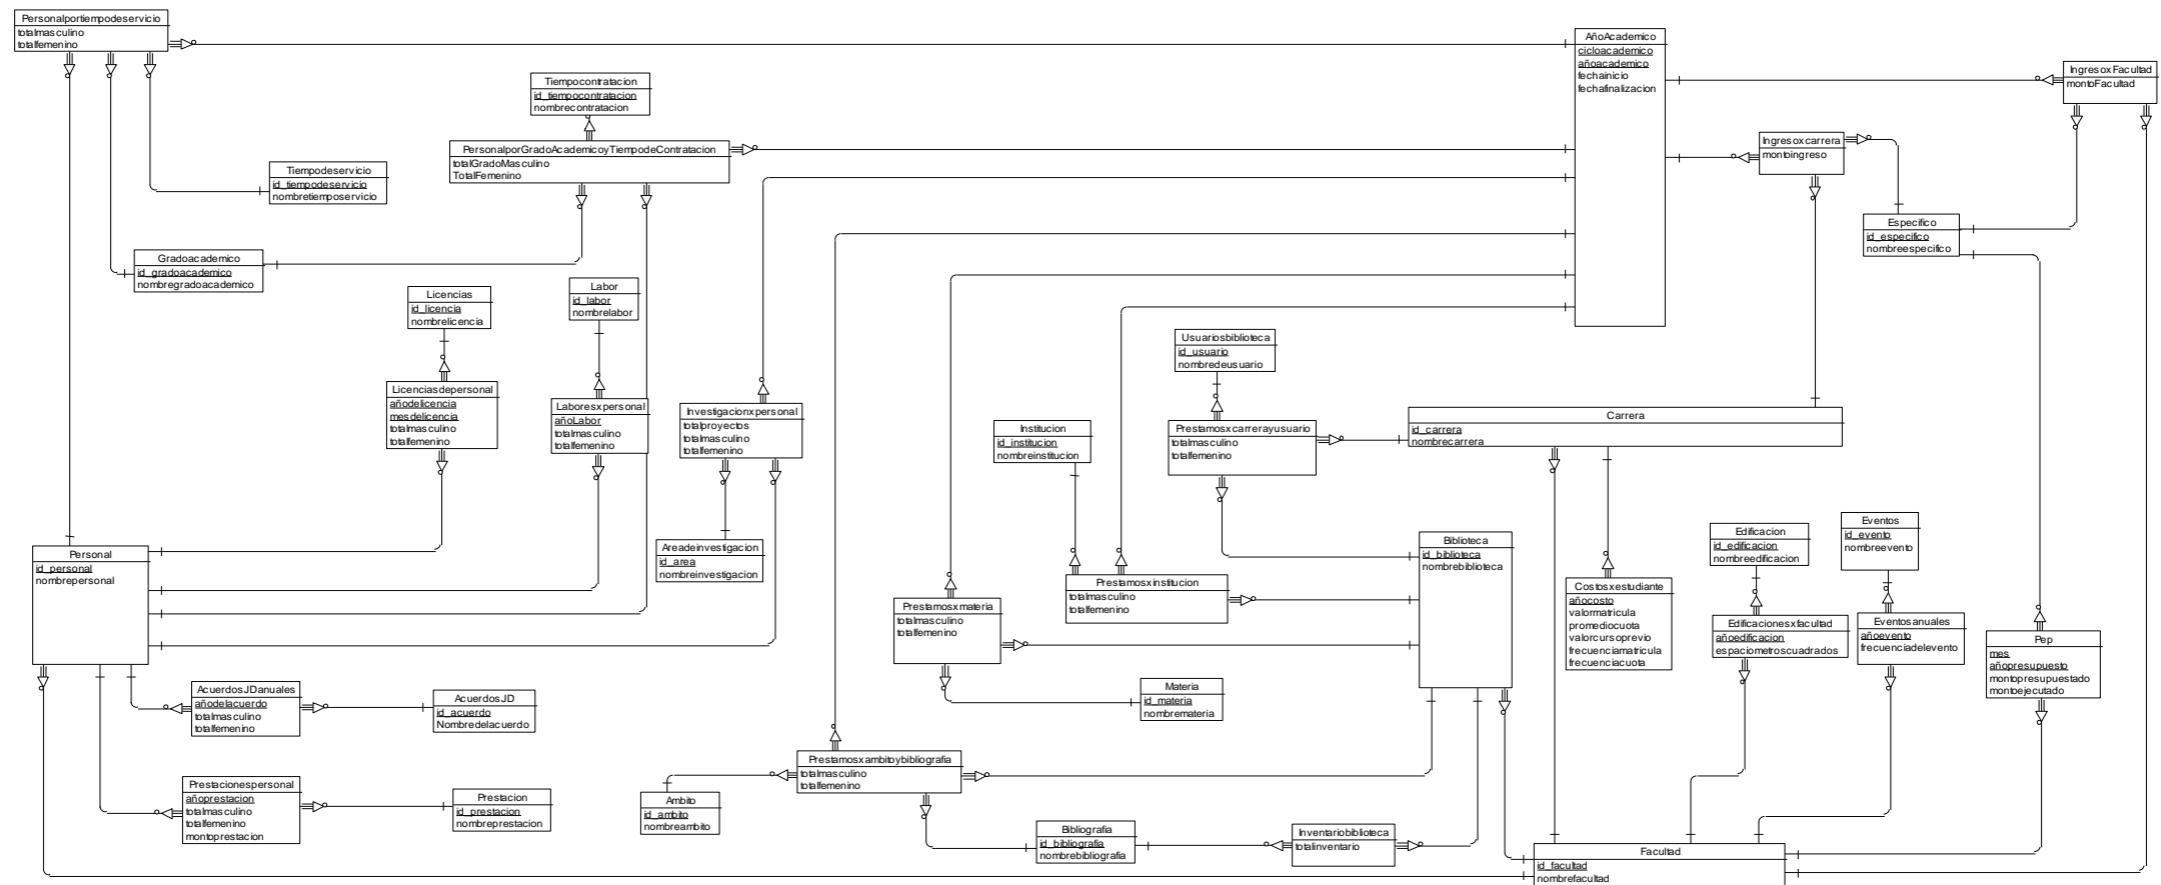 Personalportiempodeservicio
totalmasculino
totalfemenino
AñoAcademico
cicloacademico
añoacademico
fechainicio
fechafinalizacion
IngresoxFacultad
montoFacultad
Tiempocontratacion
id_tiempocontratacion
nombrecontratacion
PersonalporGradoAcademicoyTiempodeContratacion
totalGradoMasculino
TotalFemenino
Ingresoxcarrera
montoingreso
Tiempodeservicio
id_tiempodeservicio
nombretiemposervicio
Especifico
id_especifico
nombreespecifico
Gradoacademico
id_gradoacademico
nombregradoacademico
Licencias
id_licencia
nombrelicencia
Labor
id_labor
nombrelabor
Usuariosbiblioteca
id_usuario
nombredeusuario
Licenciasdepersonal
añodelicencia
mesdelicencia
totalmasculino
totalfemenino
Laboresxpersonal
añoLabor
totalmasculino
totalfemenino
Investigacionxpersonal
totalproyectos
totalmasculino
totalfemenino
Institucion
id_institucion
nombreinstitucion
Prestamosxcarrerayusuario
totalmasculino
totalfemenino
Carrera
id_carrera
nombrecarrera
Personal
id_personal
nombrepersonal
Areadeinvestigacion
id_area
nombreinvestigacion
Biblioteca
id_biblioteca
nombrebiblioteca
Edificacion
id_edificacion
nombreedificacion
Eventos
id_evento
nombreevento
Prestamosxinstitucion
totalmasculino
totalfemenino
Costosxestudiante
añocosto
valormatricula
promediocuota
valorcursoprevio
frecuenciamatricula
frecuenciacuota
Prestamosxmateria
totalmasculino
totalfemenino
Edificacionesxfacultad
añoedificacion
espaciometroscuadrados
Eventosanuales
añoevento
frecuenciadelevento
Pep
mes
añopresupuesto
montopresupuestado
montoejecutado
AcuerdosJDanuales
añodelacuerdo
totalmasculino
totalfemenino
AcuerdosJD
id_acuerdo
Nombredelacuerdo
Materia
id_materia
nombremateria
Prestamosxambitoybibliografia
totalmasculino
totalfemenino
Prestacionespersonal
añoprestacion
totalmasculino
totalfemenino
montoprestacion
Prestacion
id_prestacion
nombreprestacion
Ambito
id_ambito
nombreambito
Bibliografia
id_bibliografia
nombrebibliografia
Inventariobiblioteca
totalinventario
Facultad
id_facultad
nombrefacultad